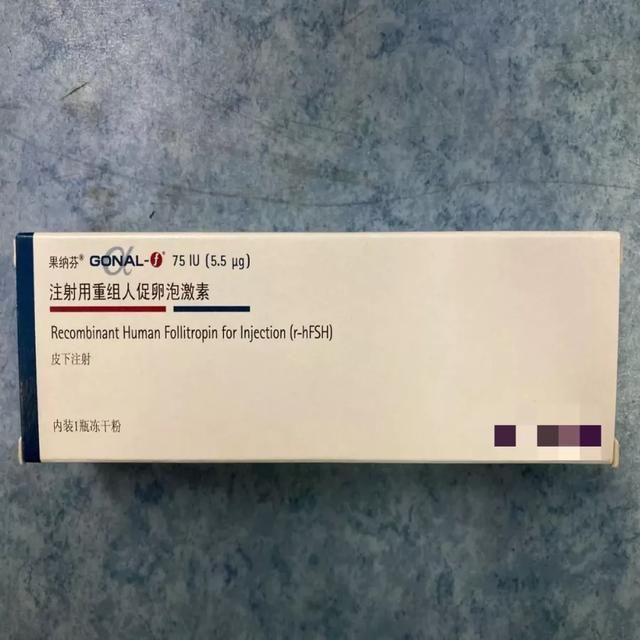 果纳芬® GONAL-f® 75 IU (5.5 μg)
注射用重组人促卵泡激素
Recombinant Human Follitropin for Injection (r-hFSH)
皮下注射
内装1瓶冻干粉